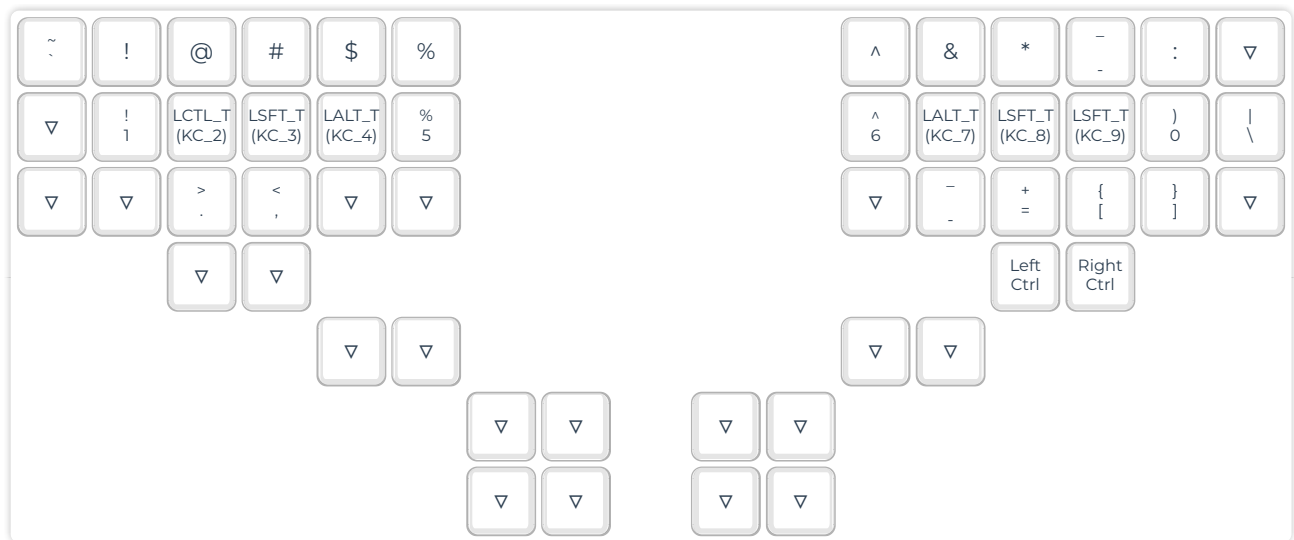 ~ ! @ # $ % ^ & * _ :
` -
! LCTL_T LSFT_T LALT_T % ^ LALT_T LSFT_T LSFT_T ) |
1 (KC_2) (KC_3) (KC_4) 5 6 (KC_7) (KC_8) (KC_9) 0 \
> < _ + { }
. , - = [ ]
Left Right
Ctrl Ctrl